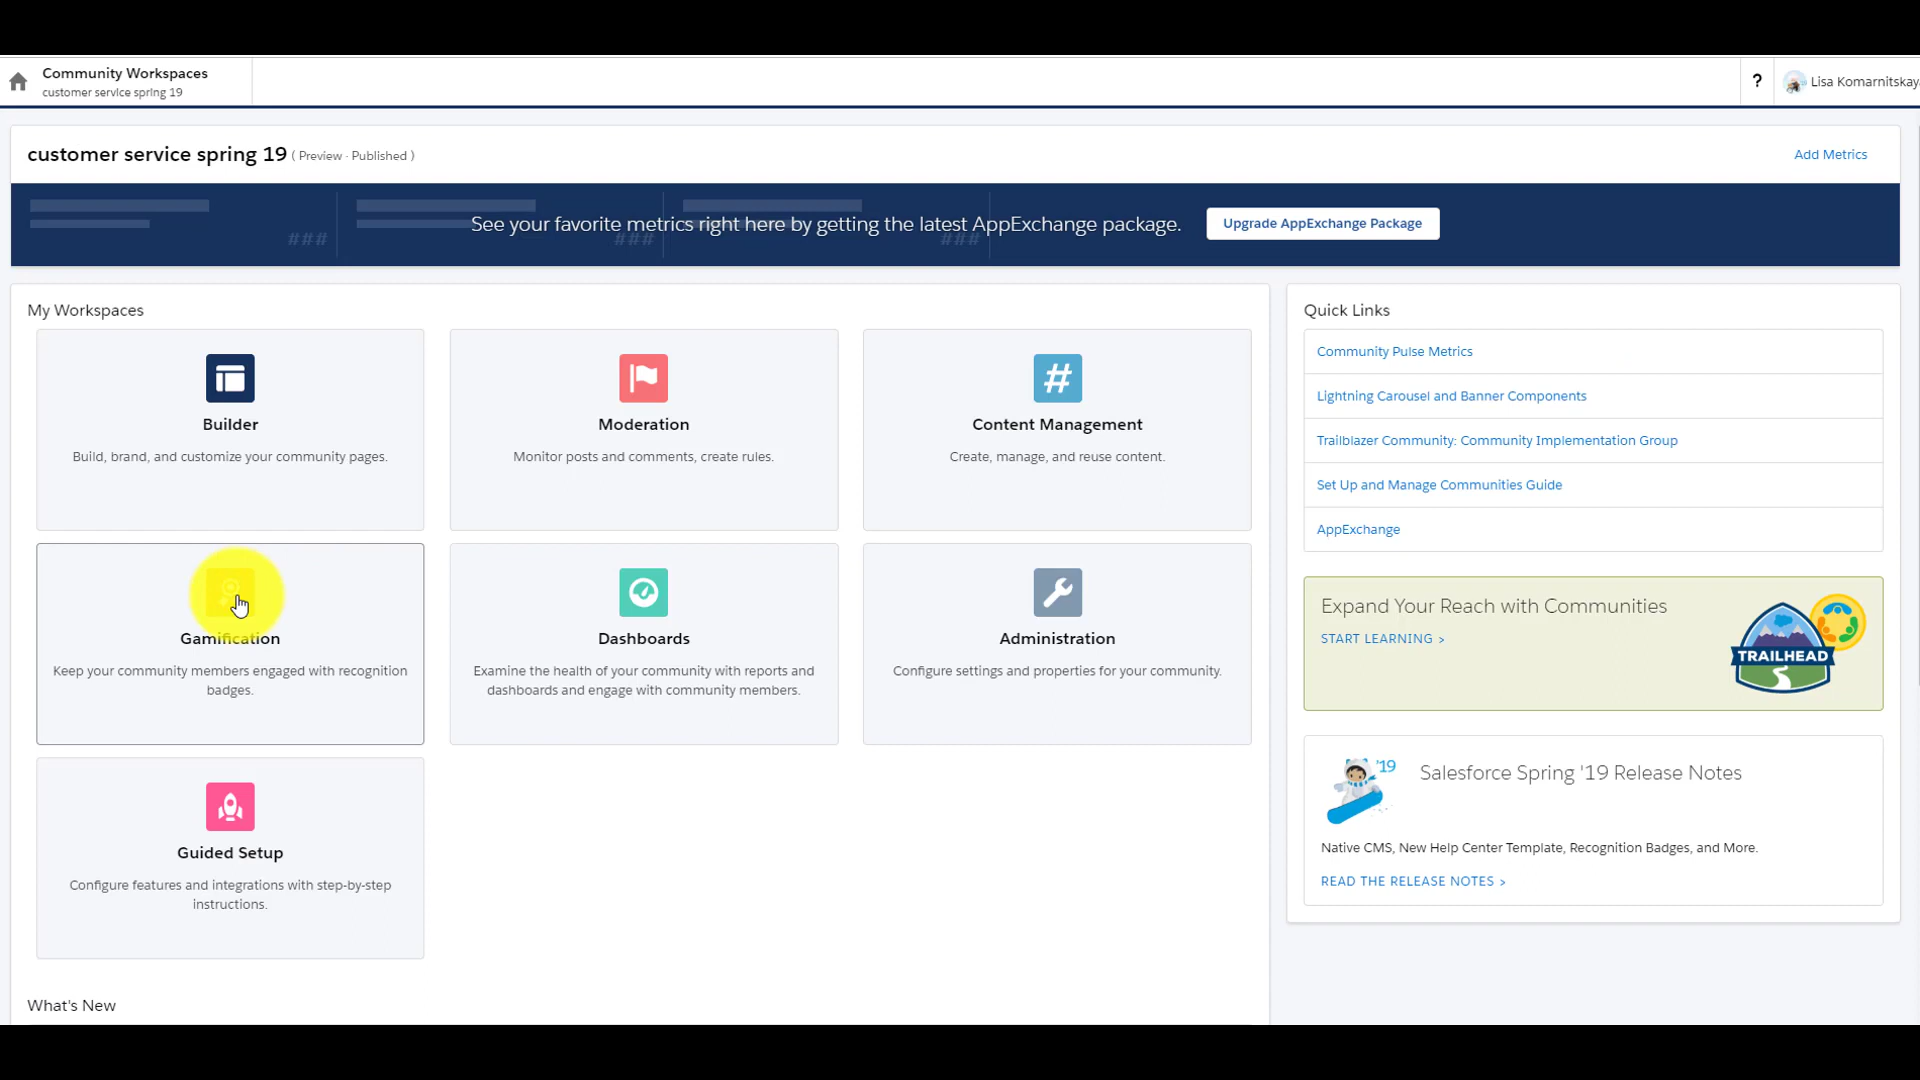 Community Workspaces
customer service spring 19
?
Lisa Komarnitskay
customer service spring 19 ( Preview · Published )
Add Metrics
###
###
###
See your favorite metrics right here by getting the latest AppExchange package.
Upgrade AppExchange Package
My Workspaces
Builder
Build, brand, and customize your community pages.
Moderation
Monitor posts and comments, create rules.
#
Content Management
Create, manage, and reuse content.
Gamification
Keep your community members engaged with recognition
badges.
Dashboards
Examine the health of your community with reports and
dashboards and engage with community members.
Administration
Configure settings and properties for your community.
Guided Setup
Configure features and integrations with step-by-step
instructions.
What's New
Quick Links
Community Pulse Metrics
Lightning Carousel and Banner Components
Trailblazer Community: Community Implementation Group
Set Up and Manage Communities Guide
AppExchange
Expand Your Reach with Communities
START LEARNING >
TRAILHEAD
'19
Salesforce Spring '19 Release Notes
Native CMS, New Help Center Template, Recognition Badges, and More.
READ THE RELEASE NOTES >